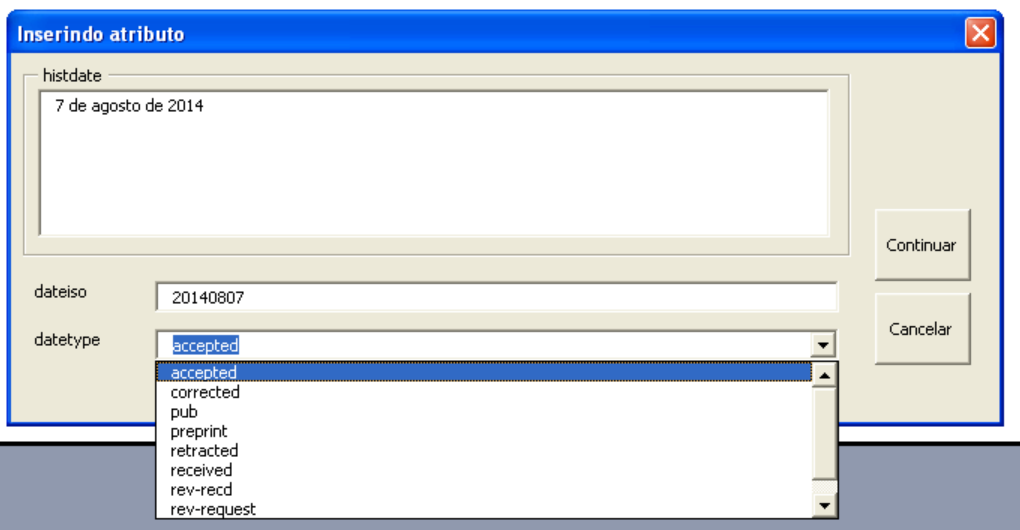 Inserindo atributo
histdate
7 de agosto de 2014
Continuar
dateiso
20140807
Cancelar
datetype
accepted
accepted
corrected
pub
preprint
retracted
received
rev-recd
rev-request